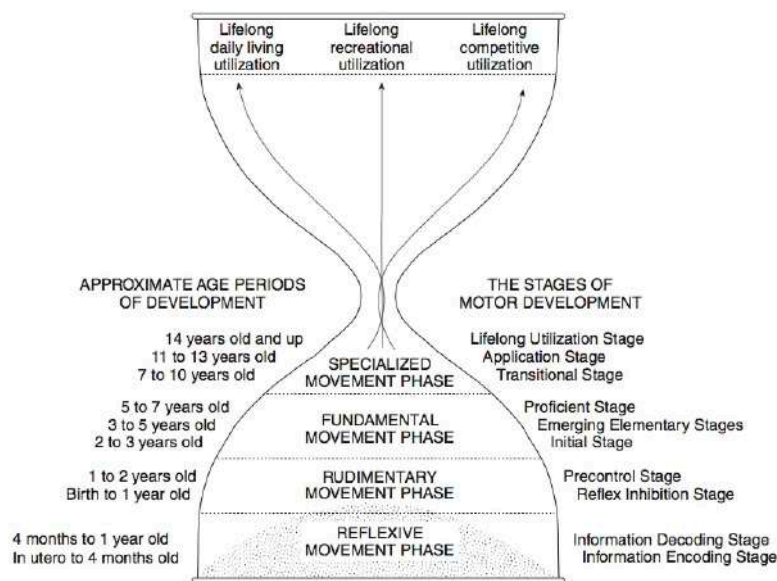 Lifelong
daily living
utilization
Lifelong
recreational
utilization
Lifelong
competitive
utilization
APPROXIMATE AGE PERIODS
OF DEVELOPMENT
THE STAGES OF
MOTOR DEVELOPMENT
14 years old and up
11 to 13 years old
7 to 10 years old
SPECIALIZED
MOVEMENT PHASE
Lifelong Utilization Stage
Application Stage
Transitional Stage
5 to 7 years old
3 to 5 years old
2 to 3 years old
FUNDAMENTAL
MOVEMENT PHASE
Proficient Stage
Emerging Elementary Stages
Initial Stage
1 to 2 years old
Birth to 1 year old
RUDIMENTARY
MOVEMENT PHASE
Precontrol Stage
Reflex Inhibition Stage
4 months to 1 year old
In utero to 4 months old
REFLEXIVE
MOVEMENT PHASE
Information Decoding Stage
Information Encoding Stage